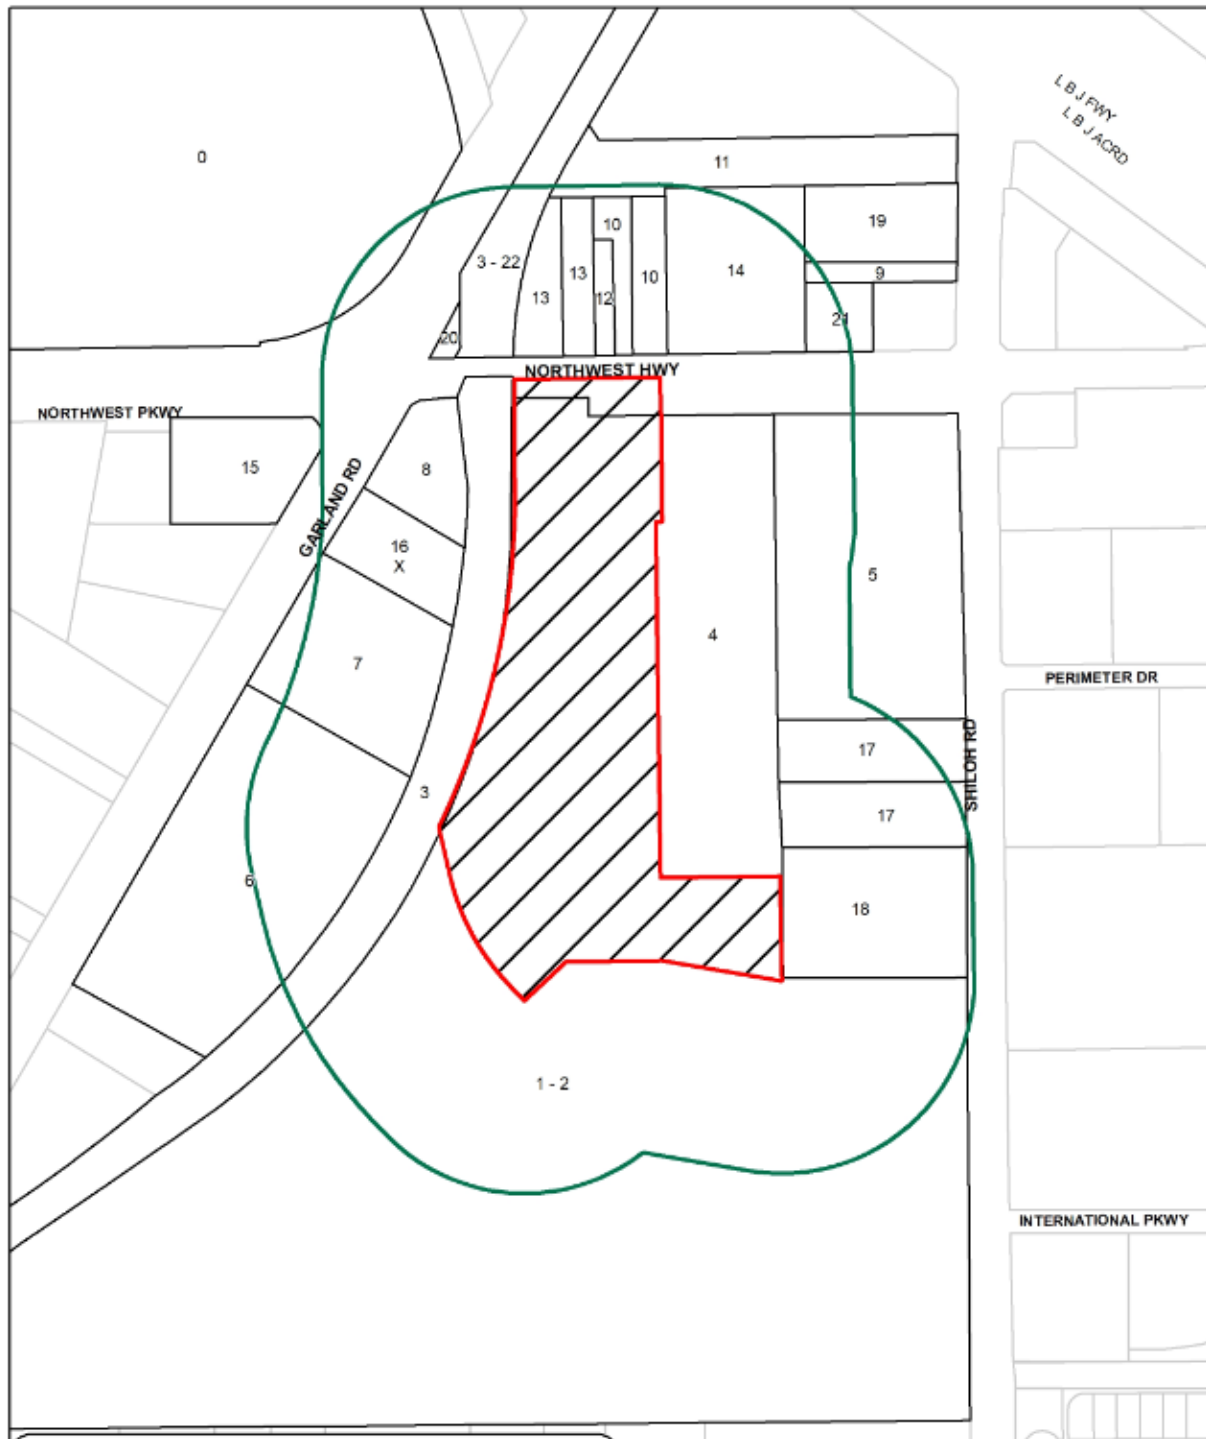 L B J FWY
L B J ACRD
0
11
19
10
3 - 22
13
14
9
10
13
12
21
20
NORTHWEST HWY
NORTHWEST PKWY
15
8
GARLAND RD
16
X
5
4
7
PERIMETER DR
17
SHILOH RD
3
17
6
18
1 - 2
INTERNATIONAL PKWY